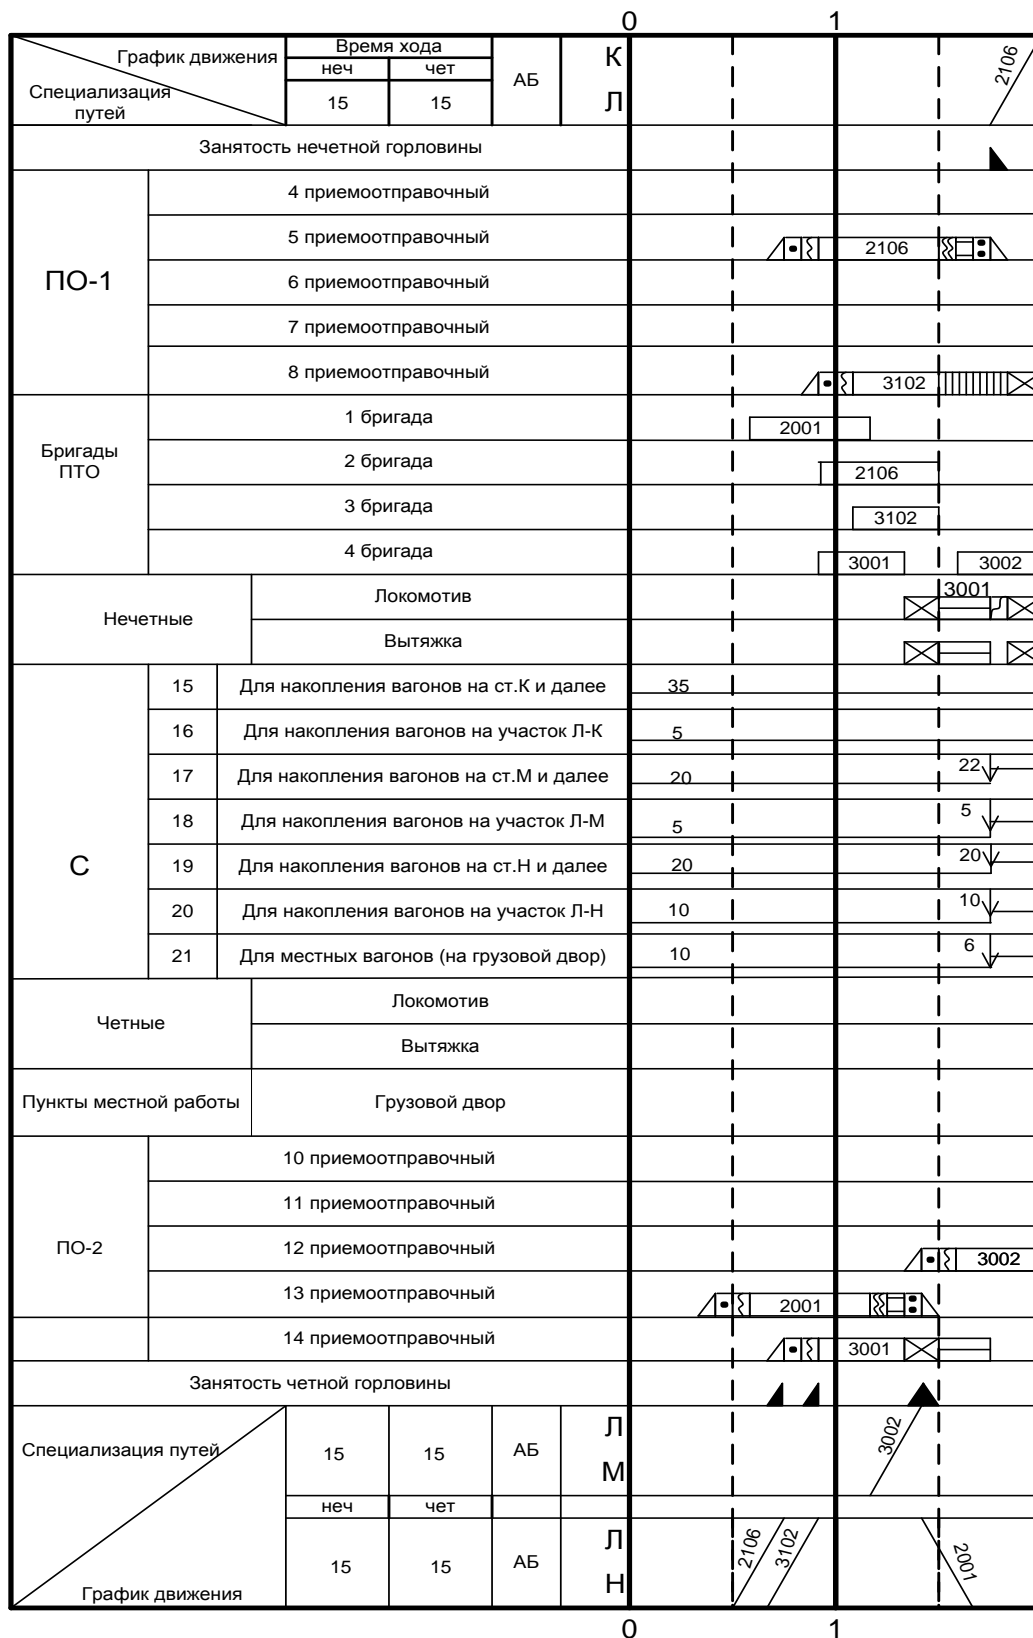 0 1
График движения
Специализация путей
Время хода
неч чет
15 15
АБ
К
Л
2106
Занятость нечетной горловины
ПО-1
4 приемоотправочный
5 приемоотправочный 2106
6 приемоотправочный
7 приемоотправочный
8 приемоотправочный 3102
Бригады ПТО
1 бригада 2001
2 бригада 2106
3 бригада 3102
4 бригада 3001 3002
Нечетные
Локомотив 3001
Вытяжка
С
15 Для накопления вагонов на ст.К и далее 35
16 Для накопления вагонов на участок Л-К 5
17 Для накопления вагонов на ст.М и далее 20 22
18 Для накопления вагонов на участок Л-М 5 5
19 Для накопления вагонов на ст.Н и далее 20 20
20 Для накопления вагонов на участок Л-Н 10 10
21 Для местных вагонов (на грузовой двор) 10 6
Четные
Локомотив
Вытяжка
Пункты местной работы Грузовой двор
ПО-2
10 приемоотправочный
11 приемоотправочный
12 приемоотправочный 3002
13 приемоотправочный 2001
14 приемоотправочный 3001
Занятость четной горловины
Специализация путей
15 15 АБ
Л
М
3002
неч чет
15 15 АБ
Л
Н
2106 3102 2001
График движения
0 1